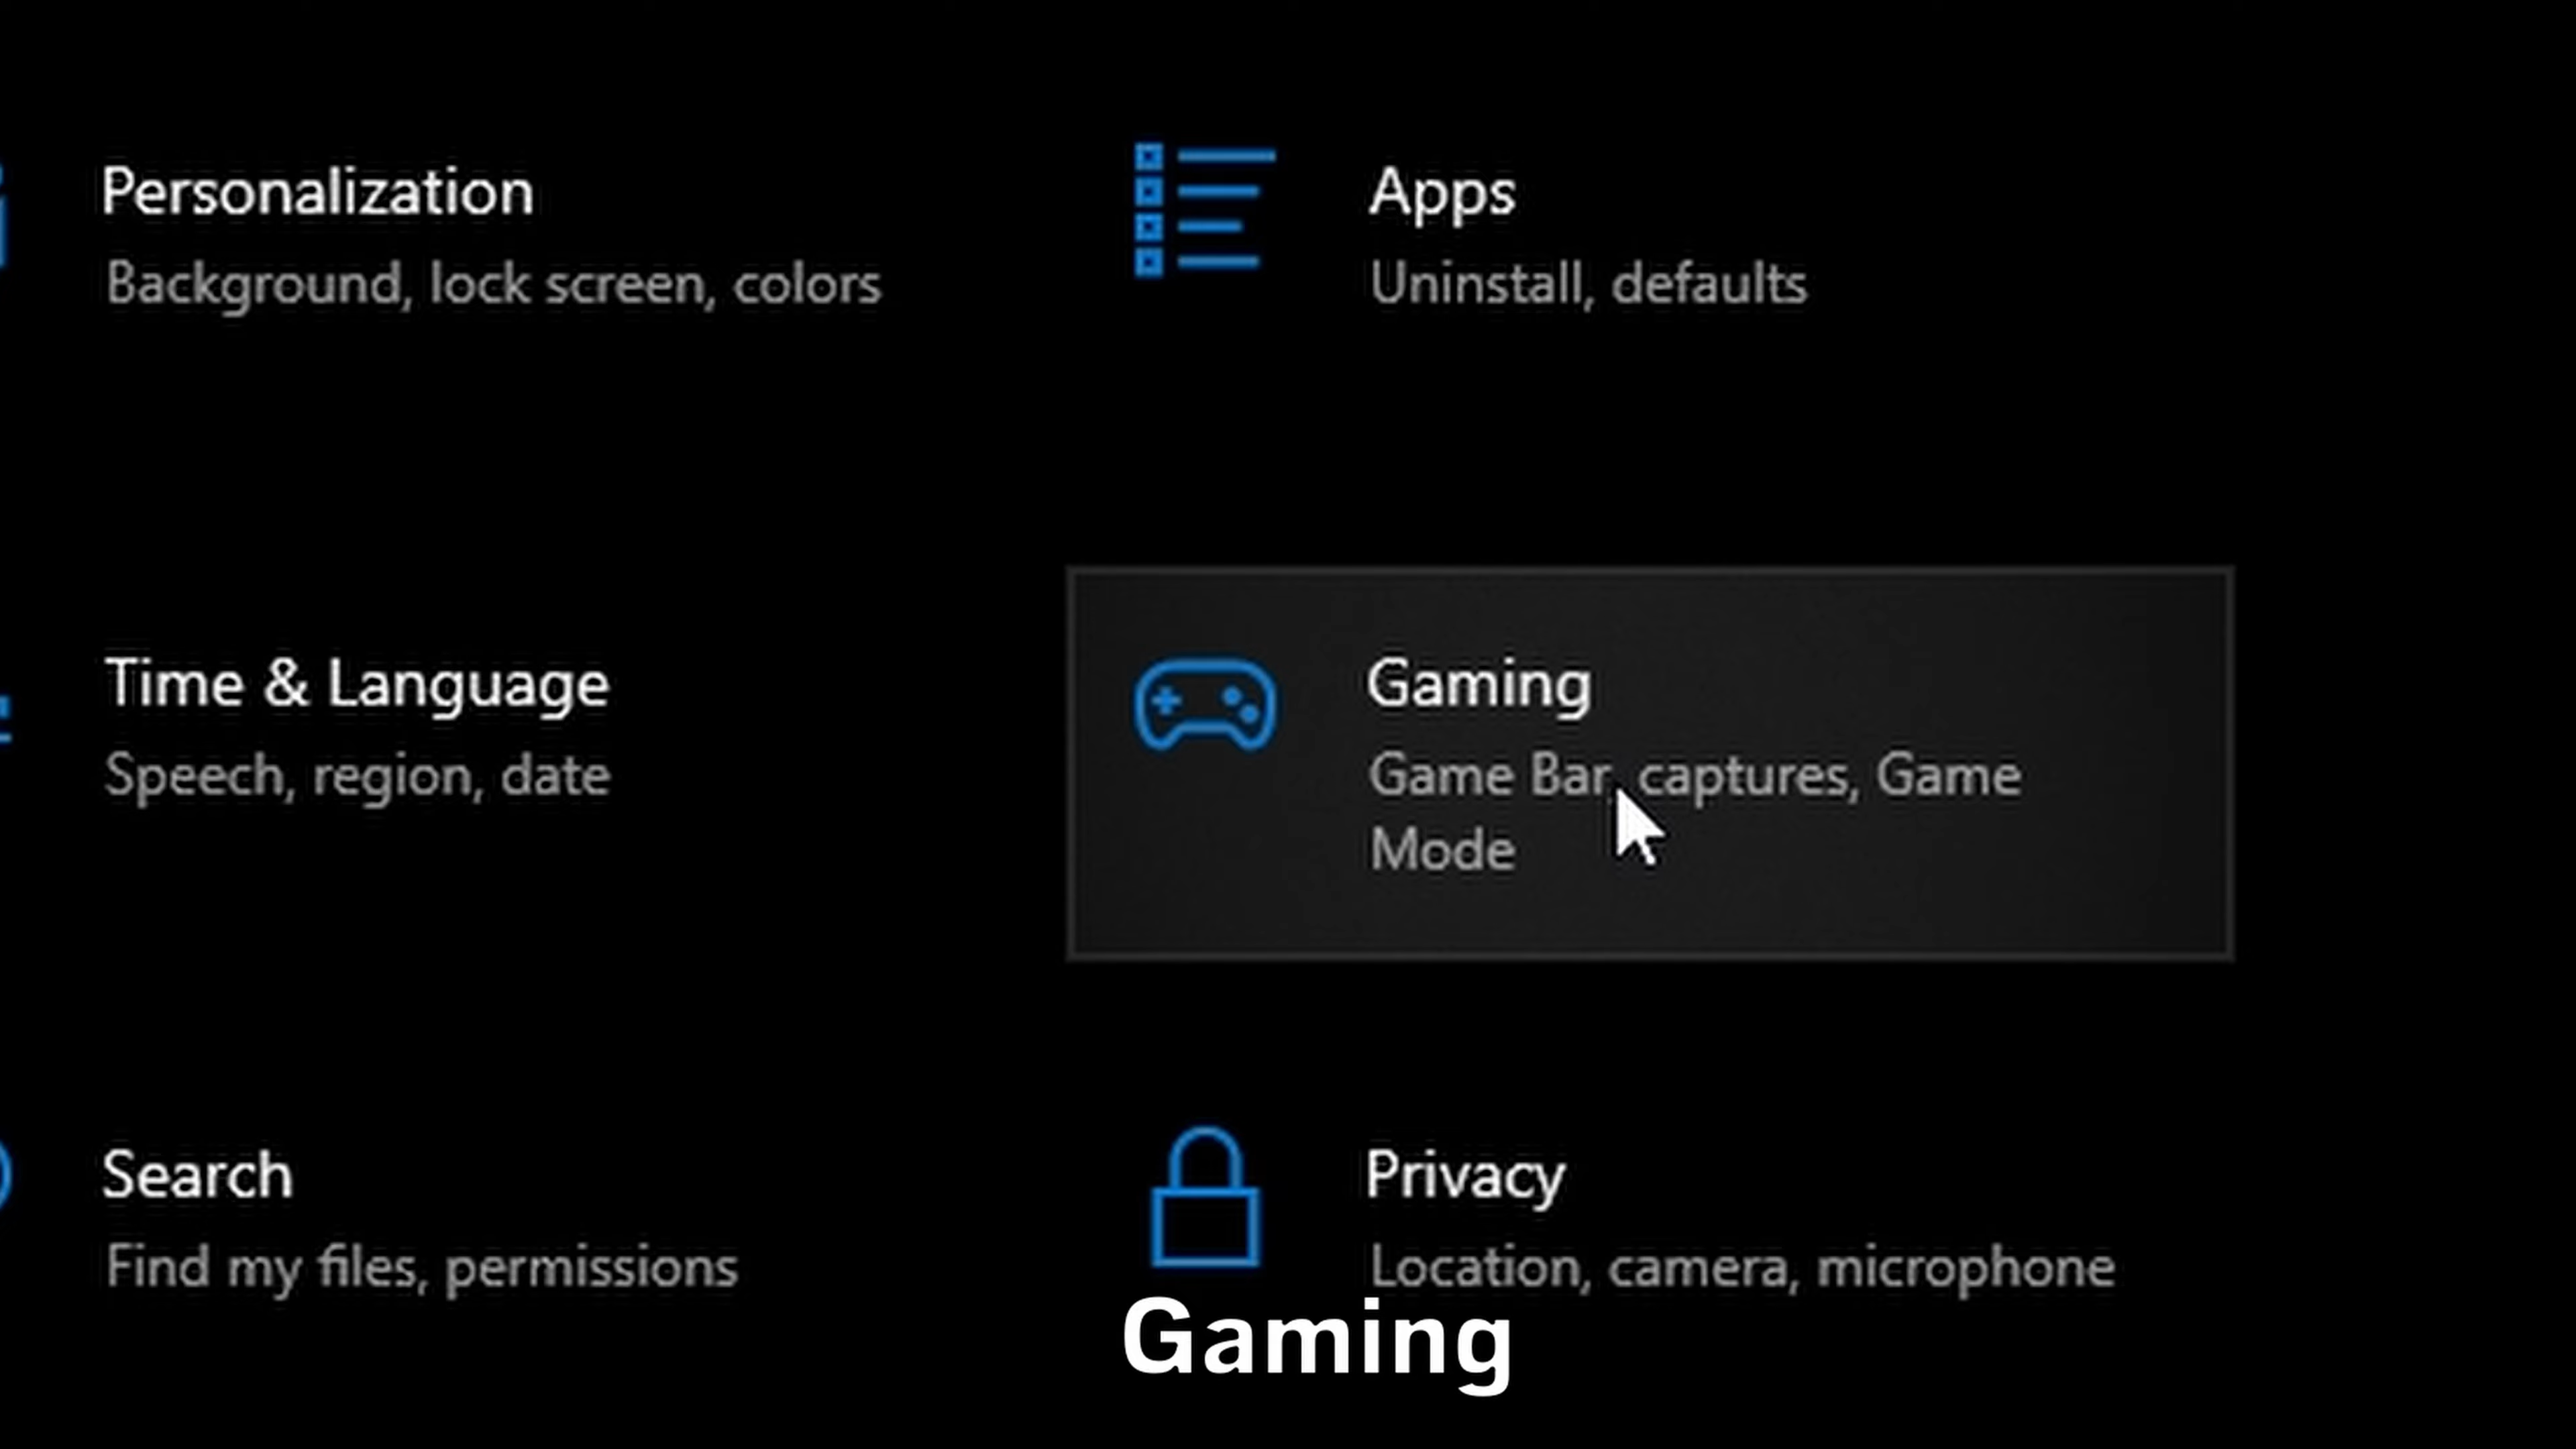 Personalization
Background, lock screen, colors
Apps
Uninstall, defaults
Time & Language
Speech, region, date
Gaming
Game Bar, captures, Game
Mode
Search
Find my files, permissions
Privacy
Location, camera, microphone
Gaming